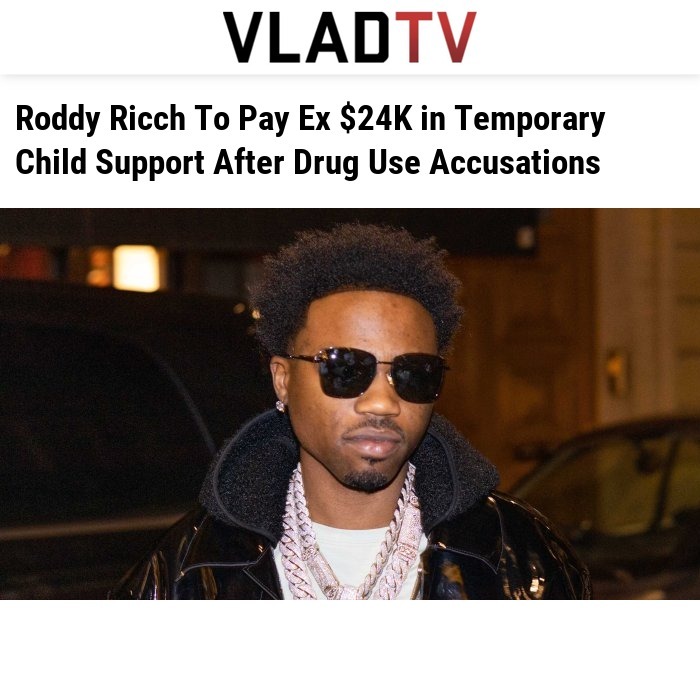 VLADTV
Roddy Ricch To Pay Ex $24K in Temporary
Child Support After Drug Use Accusations